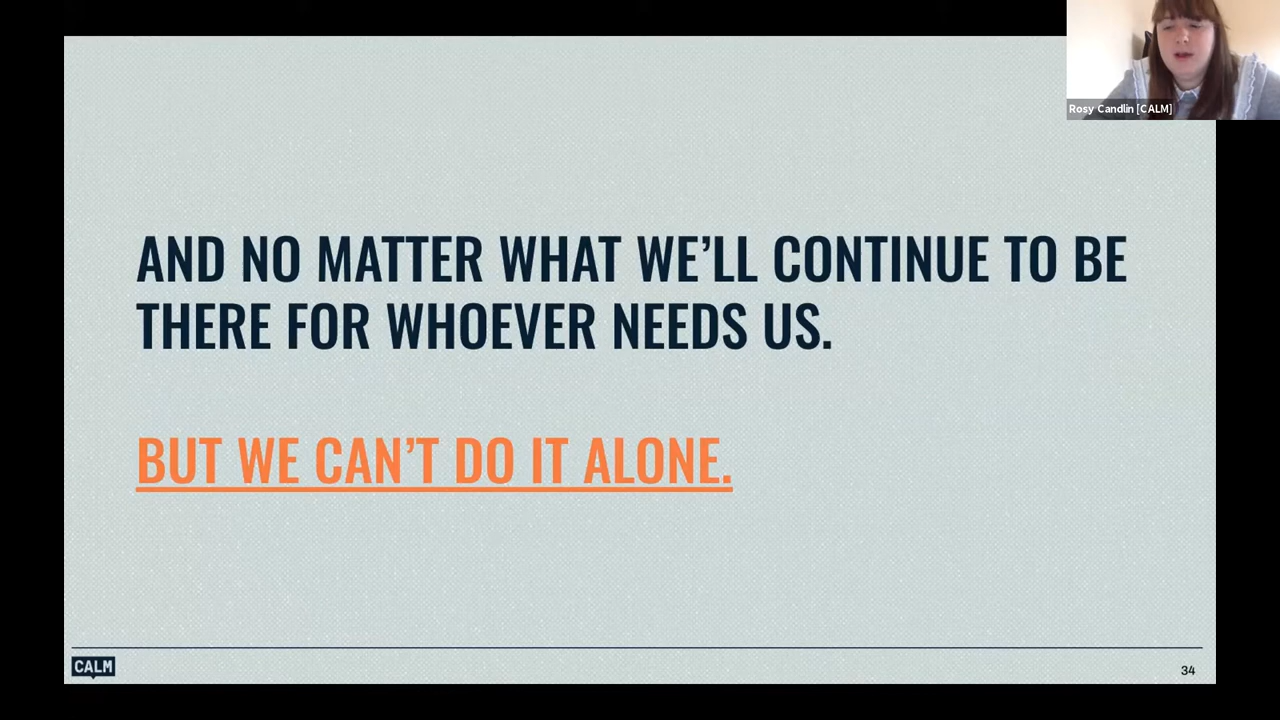 Rosy Candlin [CALM]
AND NO MATTER WHAT WE’LL CONTINUE TO BE
THERE FOR WHOEVER NEEDS US.
BUT WE CAN’T DO IT ALONE.
CALM
34